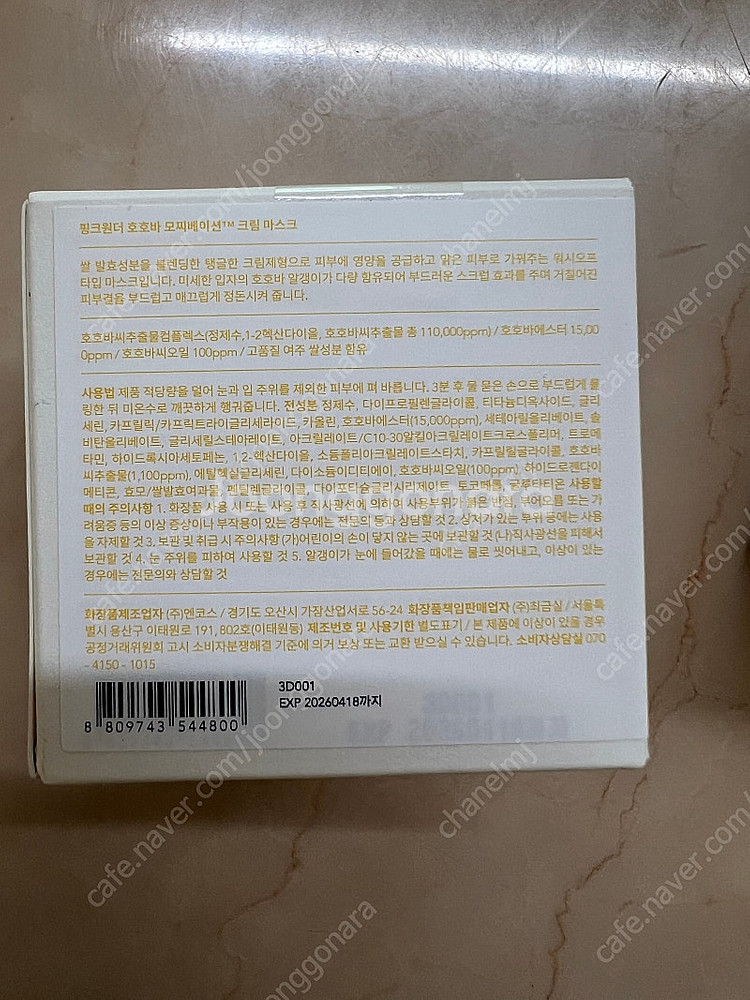 핑크원더 호호바 모찌베이션™ 크림 마스크
쌀 발효성분을 블렌딩한 탱글한 크림제형으로 피부에 영양을 공급하고 맑은 피부로 가꿔주는 워시오프
타입 마스크입니다. 미세한 입자의 호호바 알갱이가 다량 함유되어 부드러운 스크럽 효과를 주며 거칠어진
피부결을 부드럽고 매끄럽게 정돈시켜 줍니다.
호호바씨추출물컴플렉스(정제수,1-2헥산다이올, 호호바씨추출물 총 110,000ppm) / 호호바에스터 15,00
0ppm / 호호바씨오일 100ppm / 고품질 여주 쌀성분 함유
사용법 제품 적당량을 덜어 눈과 입 주위를 제외한 피부에 펴 바릅니다. 3분 후 물 묻은 손으로 부드럽게 롤
링한 뒤 미온수로 깨끗하게 헹궈줍니다. 전성분 정제수, 다이프로필렌글라이콜, 티타늄디옥사이드, 글리
세린, 카프릴릭/카프릭트라이글리세라이드, 카올린, 호호바에스터(15,000ppm), 세테아릴올리베이트, 솔
비탄올리베이트, 글리세릴스테아레이트, 아크릴레이트/C10-30알킬아크릴레이트크로스폴리머, 트로메
타민, 하이드록시아세토페논, 1,2-헥산다이올, 소듐폴리아크릴레이트스타치, 카프릴릴글라이콜, 호호바
씨추출물(1,100ppm), 에틸헥실글리세린, 다이소듐이디티에이, 호호바씨오일(100ppm), 하이드로젠다이
메티콘, 효모/쌀발효여과물, 펜틸렌글라이콜, 다이포타슘글리시리제이트, 토코페롤, 글루타티온 사용할
때의 주의사항 1. 화장품 사용 시 또는 사용 후 직사광선에 의하여 사용부위가 붉은 반점, 부어오름 또는 가
려움증 등의 이상 증상이나 부작용이 있는 경우에는 전문의 등과 상담할 것 2. 상처가 있는 부위 등에는 사용
을 자제할 것 3. 보관 및 취급 시 주의사항 (가)어린이의 손이 닿지 않는 곳에 보관할 것 (나)직사광선을 피해서
보관할 것 4. 눈 주위를 피하여 사용할 것 5. 알갱이가 눈에 들어갔을 때에는 물로 씻어내고, 이상이 있는
경우에는 전문의와 상담할 것
화장품제조업자 (주)엔코스 / 경기도 오산시 가장산업서로 56-24 화장품책임판매업자 (주)최금실 / 서울특
별시 용산구 이태원로 191, 802호(이태원동) 제조번호 및 사용기한 별도표기 / 본 제품에 이상이 있을 경우
공정거래위원회 고시 소비자분쟁해결 기준에 의거 보상 또는 교환 받으실 수 있습니다. 소비자상담실 070
- 4150 - 1015
3D001
EXP 20260418까지
8 809743 544800
Joonggonara
cafe.naver.com/joonggonara
chanelmj